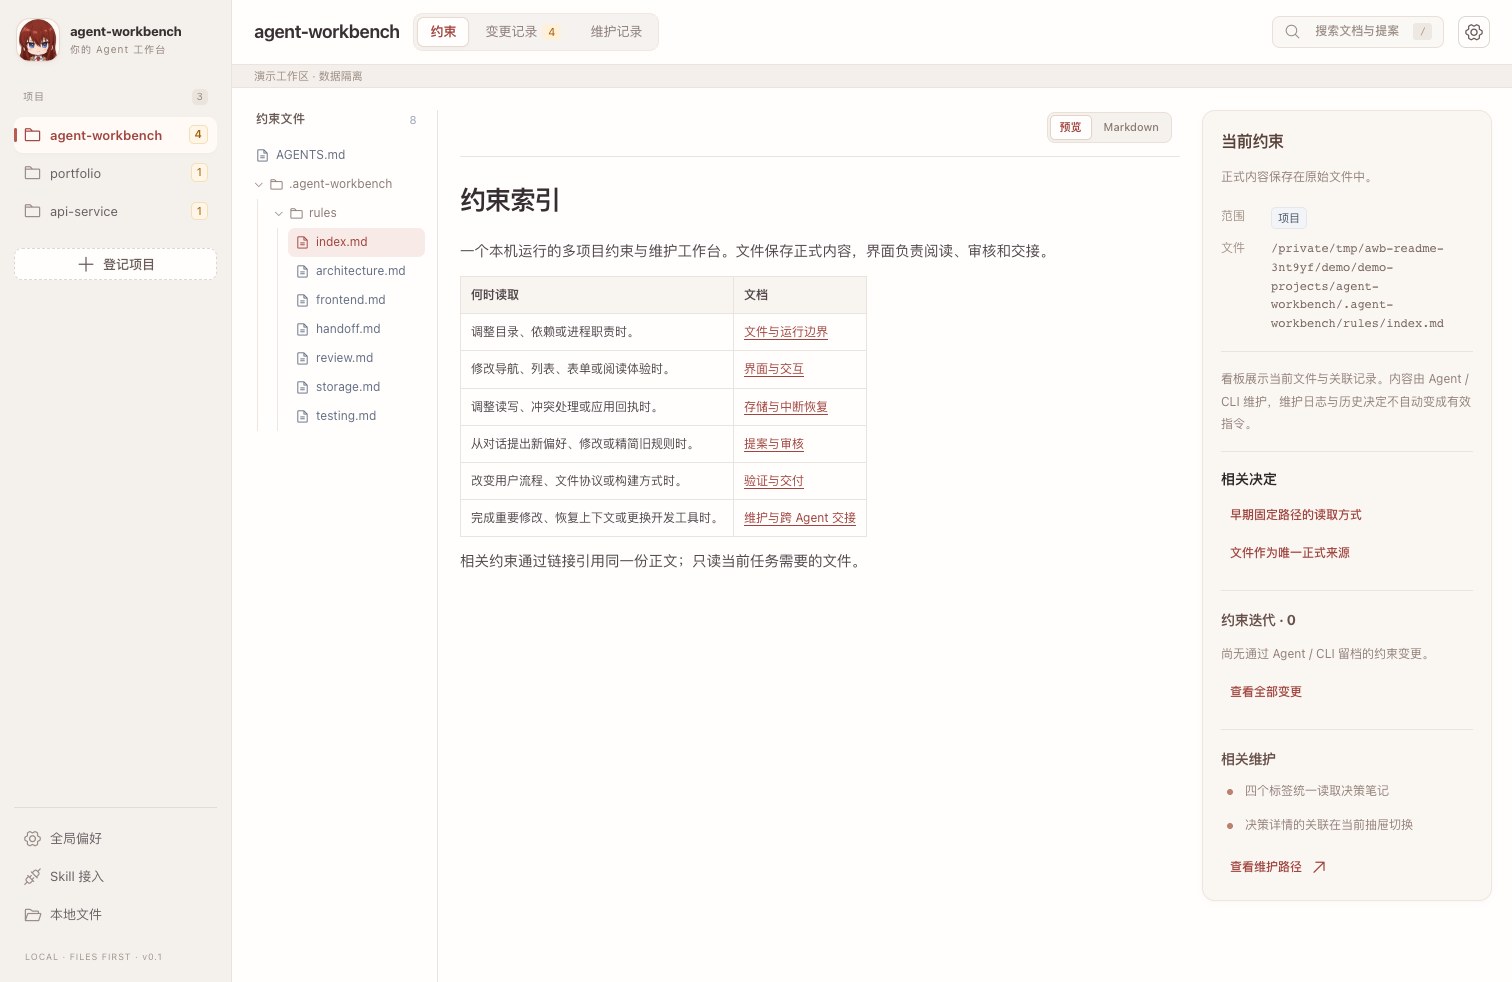 agent-workbench
你的 Agent 工作台
项目 3
agent-workbench 4
portfolio 1
api-service 1
登记项目
全局偏好
Skill 接入
本地文件
LOCAL · FILES FIRST · v0.1
agent-workbench 约束 变更记录 4 维护记录 搜索文档与提案 /
演示工作区 · 数据隔离
约束文件 8
AGENTS.md
.agent-workbench
rules
index.md
architecture.md
frontend.md
handoff.md
review.md
storage.md
testing.md
预览 Markdown
约束索引
一个本机运行的多项目约束与维护工作台。文件保存正式内容，界面负责阅读、审核和交接。
何时读取 文档
调整目录、依赖或进程职责时。 文件与运行边界
修改导航、列表、表单或阅读体验时。 界面与交互
调整读写、冲突处理或应用回执时。 存储与中断恢复
从对话提出新偏好、修改或精简旧规则时。 提案与审核
改变用户流程、文件协议或构建方式时。 验证与交付
完成重要修改、恢复上下文或更换开发工具时。 维护与跨 Agent 交接
相关约束通过链接引用同一份正文；只读当前任务需要的文件。
当前约束
正式内容保存在原始文件中。
范围 项目
文件 /private/tmp/awb-readme-
3nt9yf/demo/demo-
projects/agent-
workbench/.agent-
workbench/rules/index.md
看板展示当前文件与关联记录。内容由 Agent /
CLI 维护，维护日志与历史决定不自动变成有效
指令。
相关决定
早期固定路径的读取方式
文件作为唯一正式来源
约束迭代 · 0
尚无通过 Agent / CLI 留档的约束变更。
查看全部变更
相关维护
四个标签统一读取决策笔记
决策详情的关联在当前抽屉切换
查看维护路径